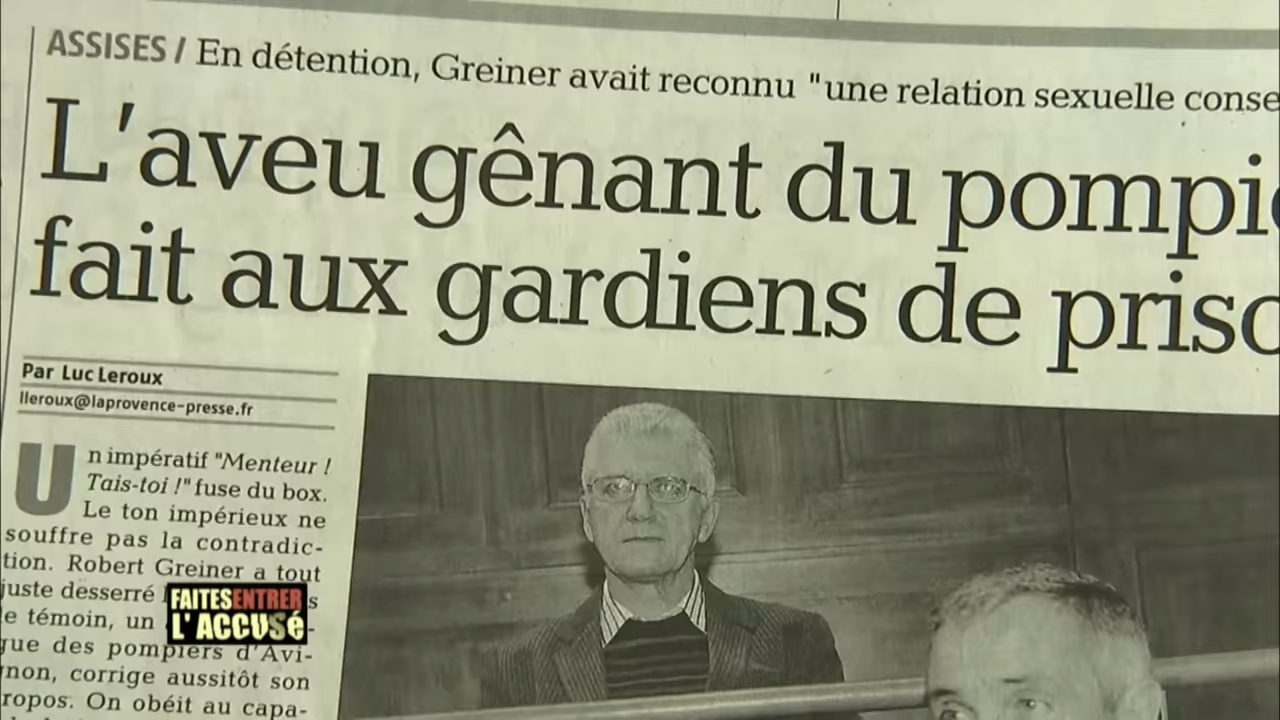 ASSISES / En détention, Greiner avait reconnu "une relation sexuelle conse
L'aveu gênant du pompi
fait aux gardiens de priso
Par Luc Leroux
lleroux@laprovence-presse.fr
Un impératif "Menteur !
Tais-toi !" fuse du box.
Le ton impérieux ne
souffre pas la contradic-
tion. Robert Greiner a tout
juste desserré
e témoin, un
gue des pompiers d'Avi-
non, corrige aussitôt son
ropos. On obéit au capa-
FAITES ENTRER
L'ACCUSÉ